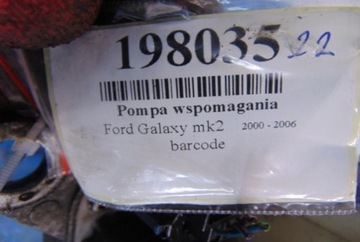 198035 22
Pompa wspomagania
Ford Galaxy mk2 2000 - 2006
barcode